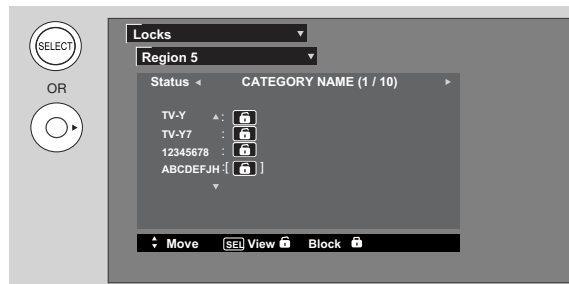 SELECT
OR
Locks
Region 5
Status CATEGORY NAME (1 / 10)
TV-Y :
TV-Y7 :
12345678 :
ABCDEFJH :[ ]
Move SEL View Block